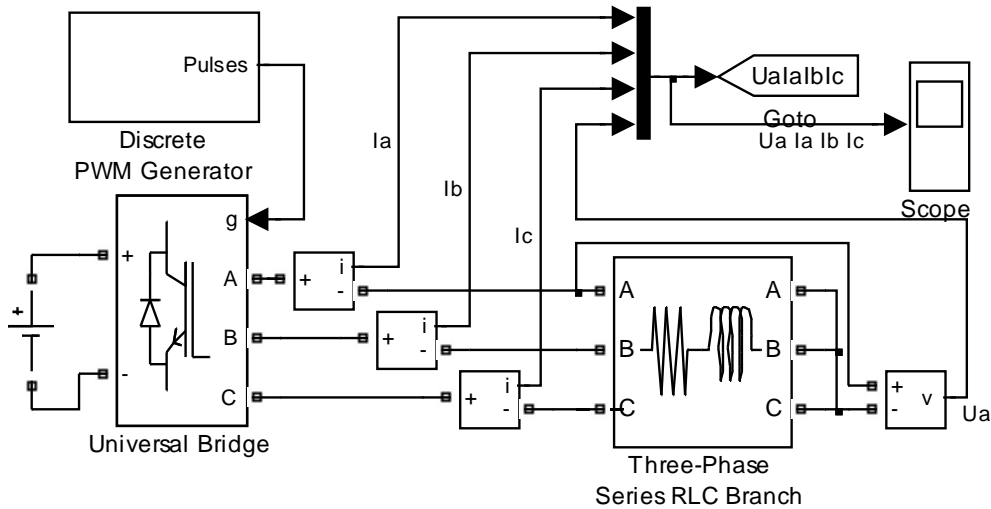 Pulses
Discrete
PWM Generator
Ia
Ib
Ic
UaIaIbIc
Goto
Ua Ia Ib Ic
Scope
g
+
-
A
B
C
Universal Bridge
+
+
i
-
+
i
-
+
i
-
A
B
C
A
B
C
Three-Phase
Series RLC Branch
+
-
v
Ua